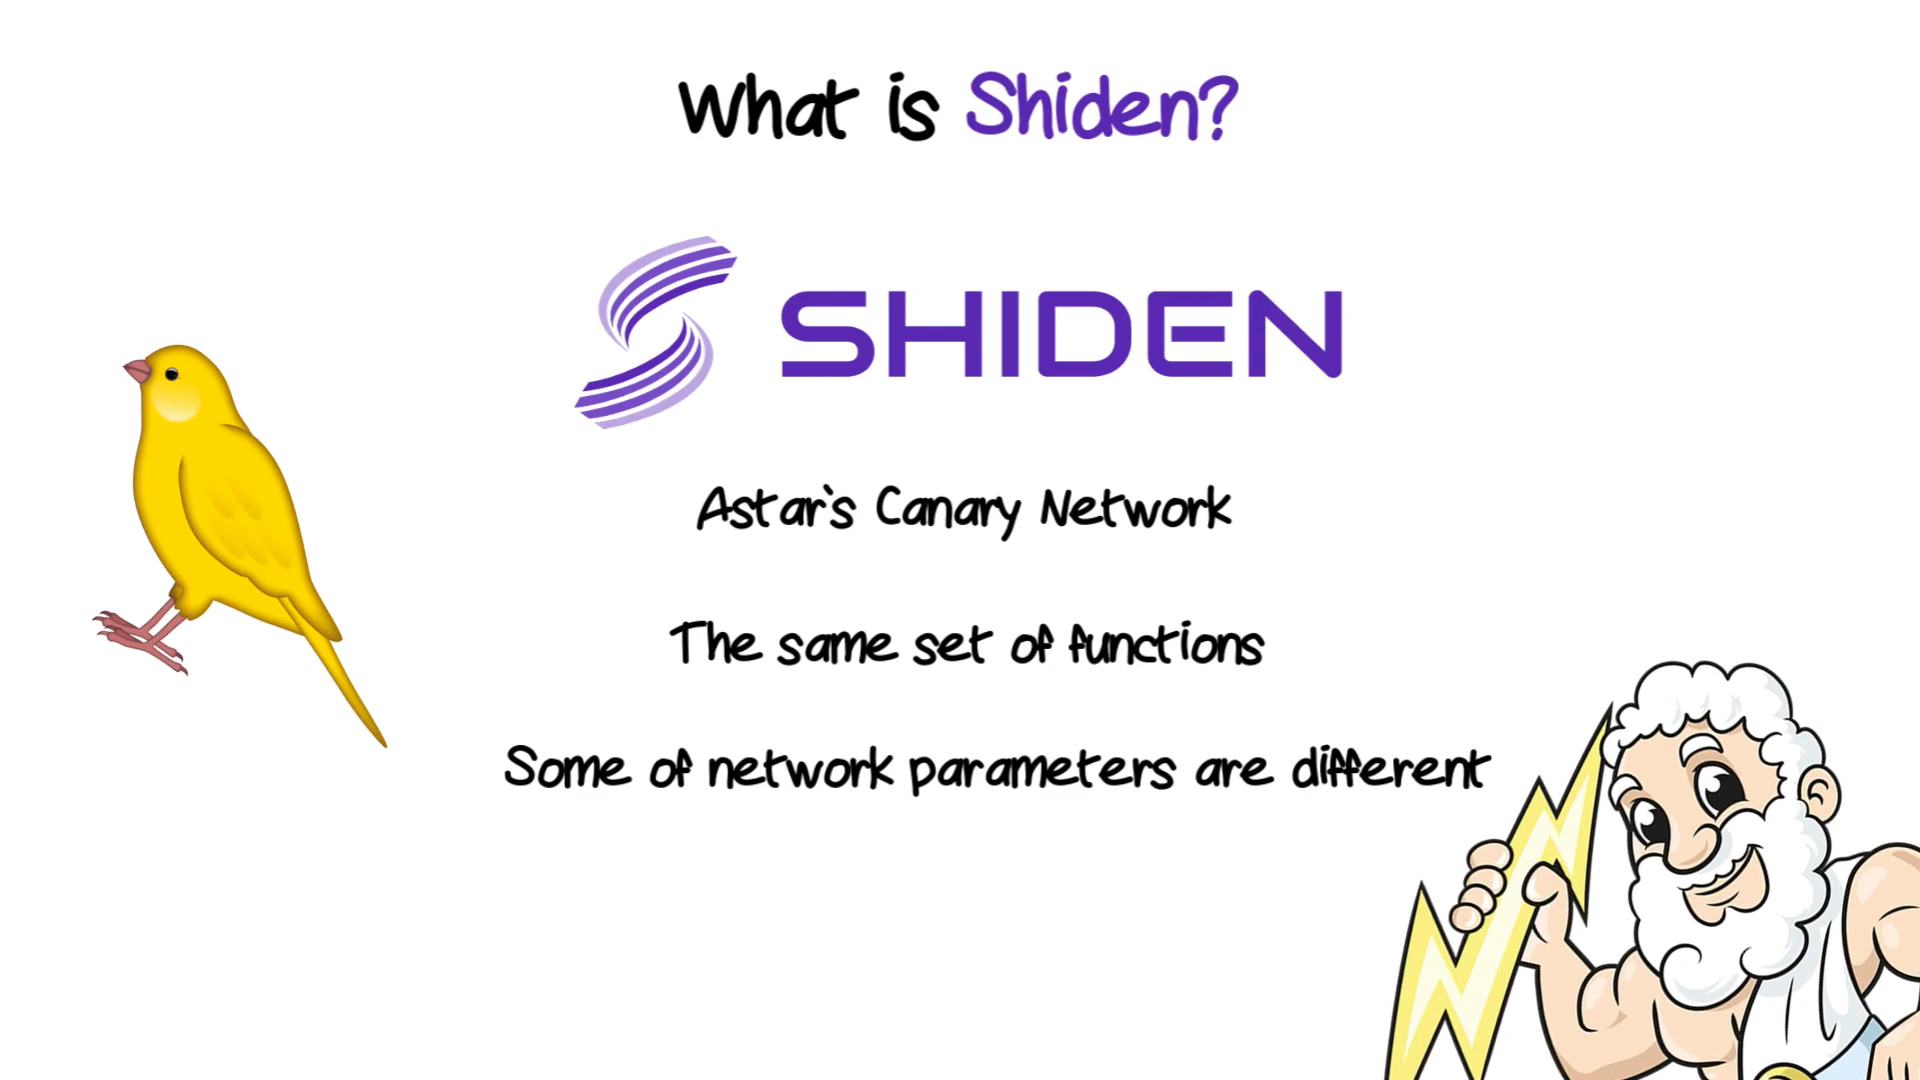 What is Shiden?
SHIDEN
Astar's Canary Network
The same set of functions
Some of network parameters are different